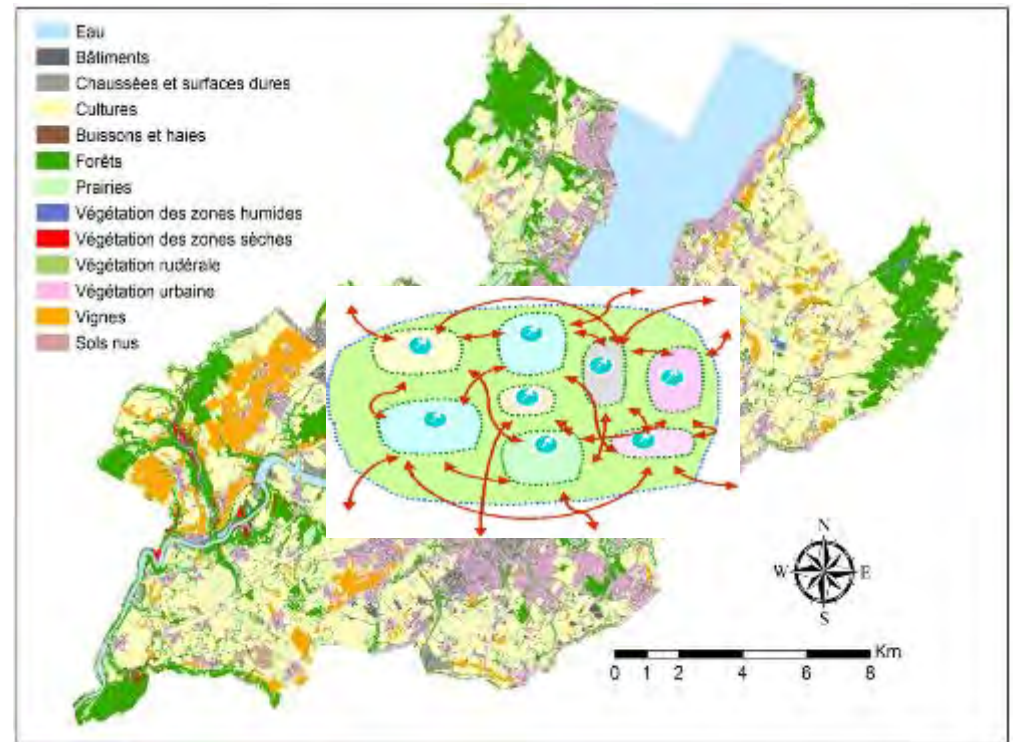 Eau
Bâtiments
Chaussées et surfaces dures
Cultures
Buissons et haies
Forêts
Prairies
Végétation des zones humides
Végétation des zones sèches
Végétation rudérale
Végétation urbaine
Vignes
Sols nus
N
W E
S
Km
0 1 2 4 6 8